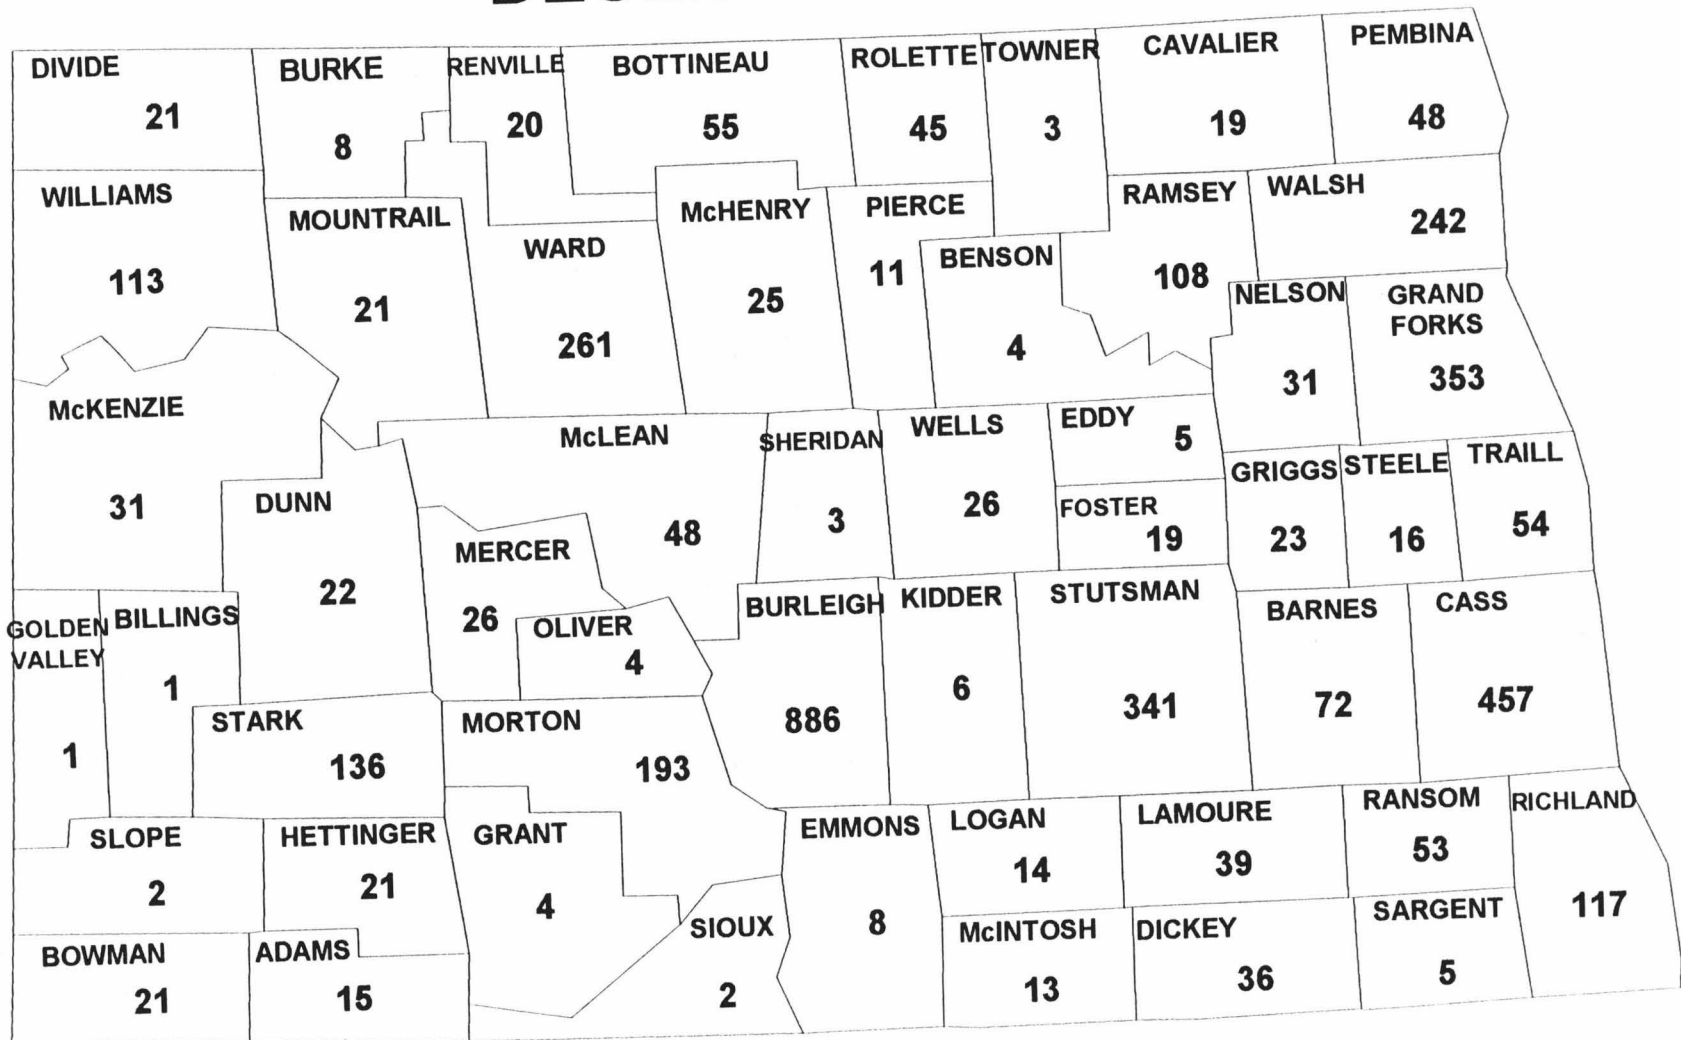 DIVIDE
21
BURKE
8
RENVILLE
20
BOTTINEAU
55
ROLETTE
45
TOWNER
3
CAVALIER
19
PEMBINA
48
WILLIAMS
113
MOUNTRAIL
21
WARD
261
McHENRY
25
PIERCE
11
BENSON
4
RAMSEY
108
WALSH
242
NELSON
31
GRAND
FORKS
353
McKENZIE
31
DUNN
22
McLEAN
48
MERCER
26
OLIVER
4
SHERIDAN
3
WELLS
26
EDDY
5
FOSTER
19
GRIGGS
23
STEELE
16
TRAILL
54
GOLDEN
VALLEY
1
BILLINGS
1
STARK
136
MORTON
193
BURLEIGH
886
KIDDER
6
STUTSMAN
341
BARNES
72
CASS
457
SLOPE
2
HETTINGER
21
GRANT
4
SIOUX
2
EMMONS
8
LOGAN
14
LAMOURE
39
RANSOM
53
RICHLAND
117
BOWMAN
21
ADAMS
15
McINTOSH
13
DICKEY
36
SARGENT
5